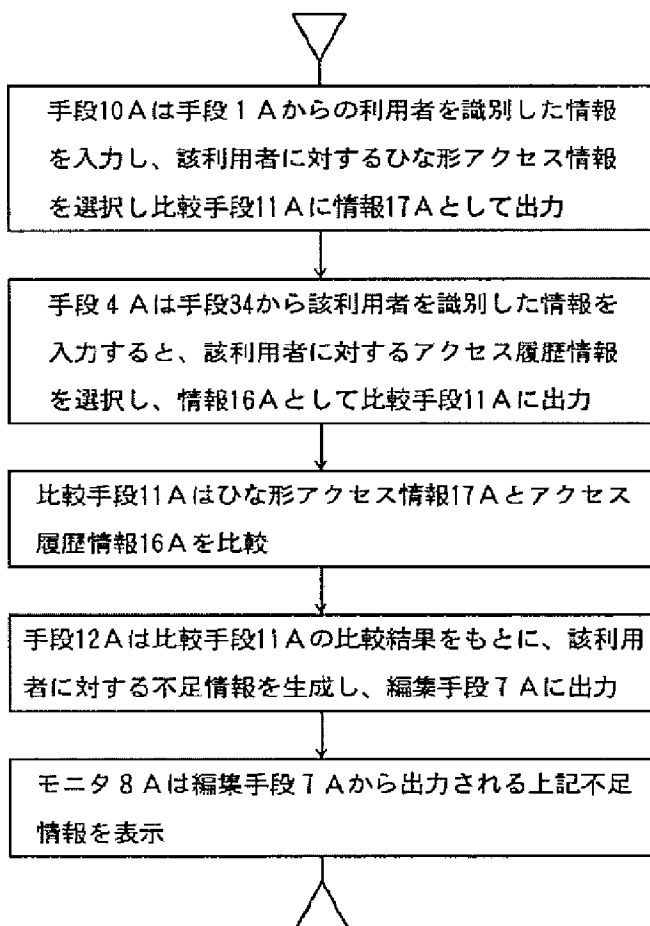 手段10Aは手段1Aからの利用者を識別した情報
を入力し、該利用者に対するひな形アクセス情報
を選択し比較手段11Aに情報17Aとして出力
手段4Aは手段34から該利用者を識別した情報を
入力すると、該利用者に対するアクセス履歴情報
を選択し、情報16Aとして比較手段11Aに出力
比較手段11Aはひな形アクセス情報17Aとアクセス
履歴情報16Aを比較
手段12Aは比較手段11Aの比較結果をもとに、該利用
者に対する不足情報を生成し、編集手段7Aに出力
モニタ8Aは編集手段7Aから出力される上記不足
情報を表示